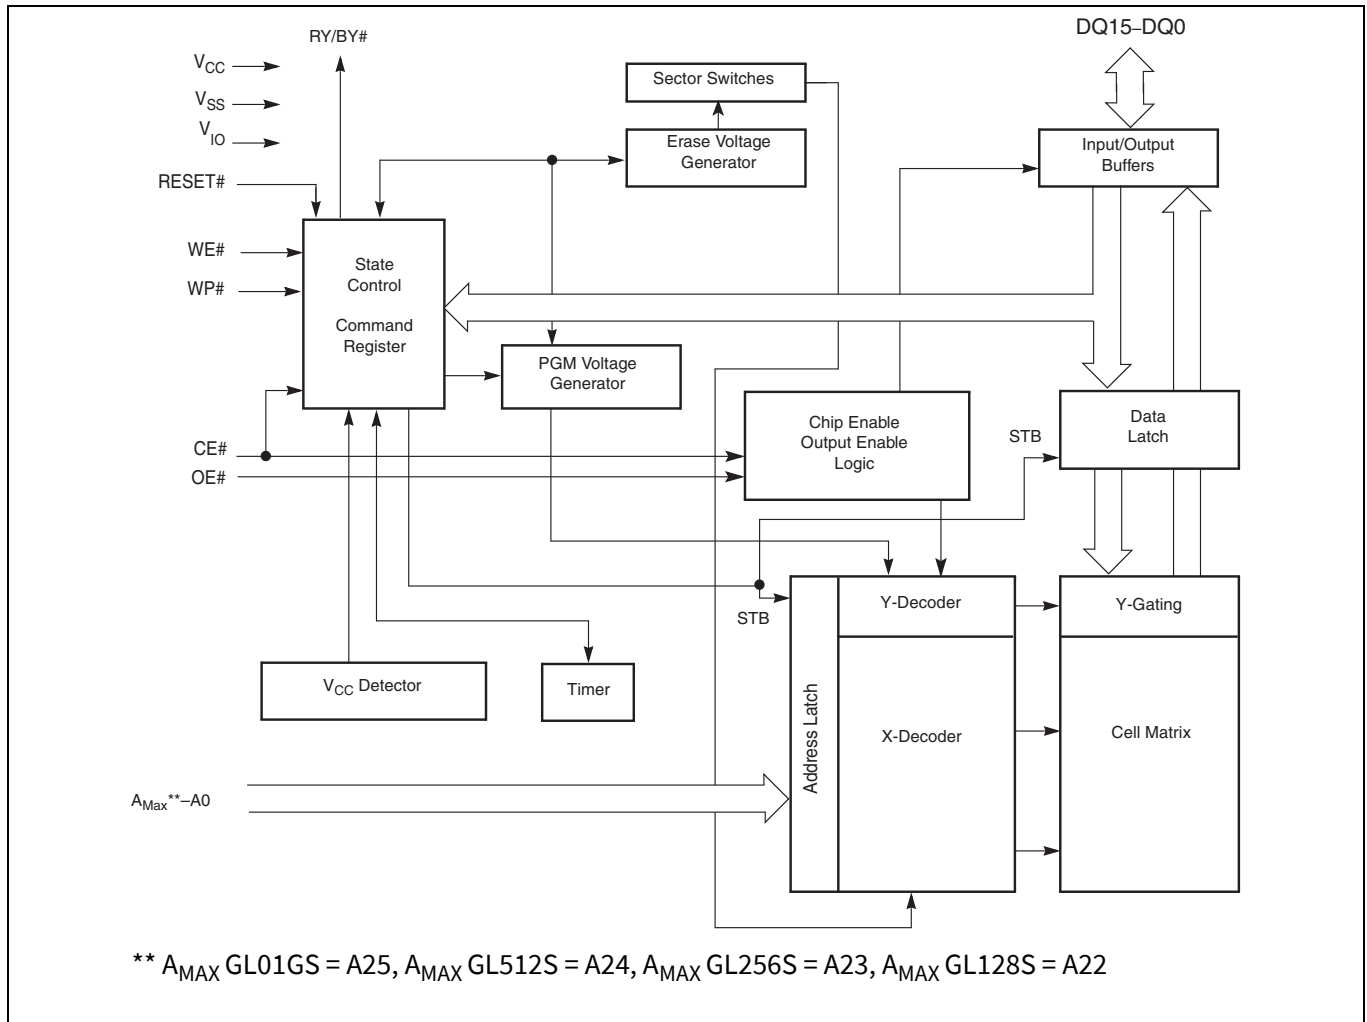 RY/BY#
DQ15–DQ0
VCC
VSS
VIO
RESET#
WE#
WP#
CE#
OE#
Sector Switches
Erase Voltage
Generator
Input/Output
Buffers
State
Control
Command
Register
PGM Voltage
Generator
Chip Enable
Output Enable
Logic
STB
Data
Latch
STB
Y-Decoder
Y-Gating
VCC Detector
Timer
Address Latch
X-Decoder
Cell Matrix
AMax**–A0
** AMAX GL01GS = A25, AMAX GL512S = A24, AMAX GL256S = A23, AMAX GL128S = A22